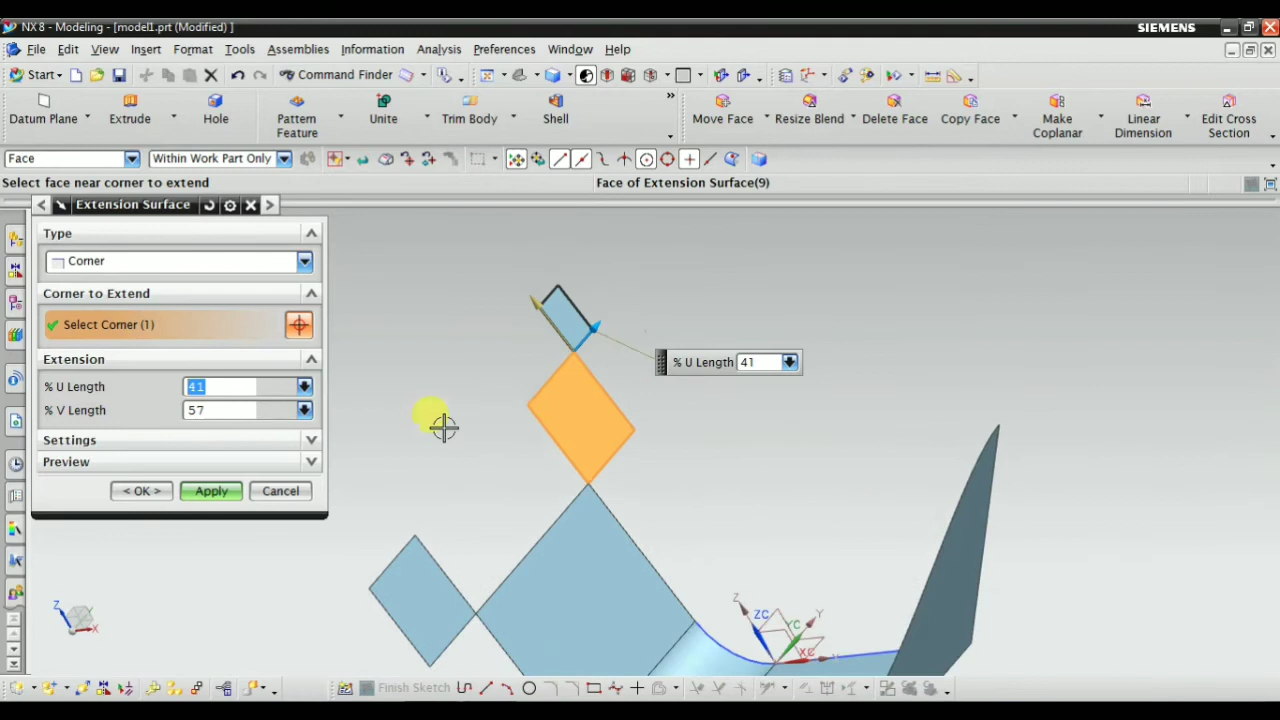 NX 8 - Modeling - [model1.prt (Modified) ]
SIEMENS
File Edit View Insert Format Tools Assemblies Information Analysis Preferences Window Help
Start Command Finder
Datum Plane Extrude Hole Pattern Feature Unite Trim Body Shell » Move Face Resize Blend Delete Face Copy Face Make Coplanar Linear Dimension Edit Cross Section
Face Within Work Part Only
Select face near corner to extend Face of Extension Surface(9)
Extension Surface
Type
Corner
Corner to Extend
Select Corner (1)
Extension
% U Length 41
% V Length 57
Settings
Preview
< OK > Apply Cancel
% U Length 41
Z
X
Z
ZC
Y
YC
XC
Finish Sketch